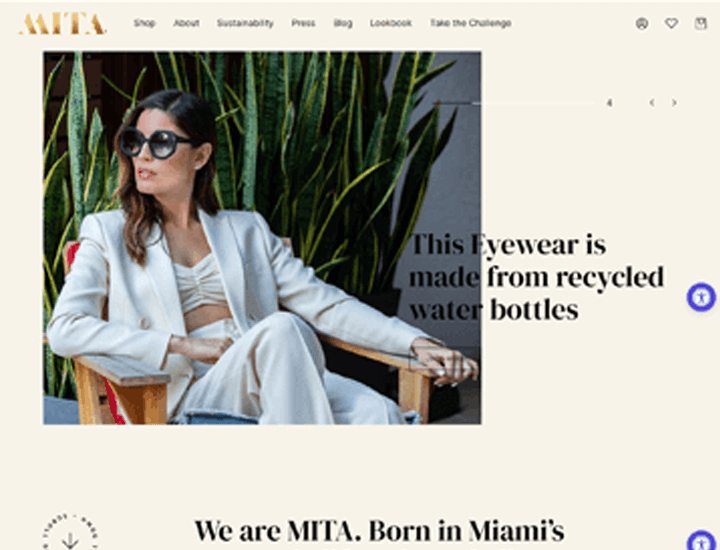 MITA
Shop About Sustainability Press Blog Lookbook Take the Challenge
4
This Eyewear is
made from recycled
water bottles
We are MITA. Born in Miami's